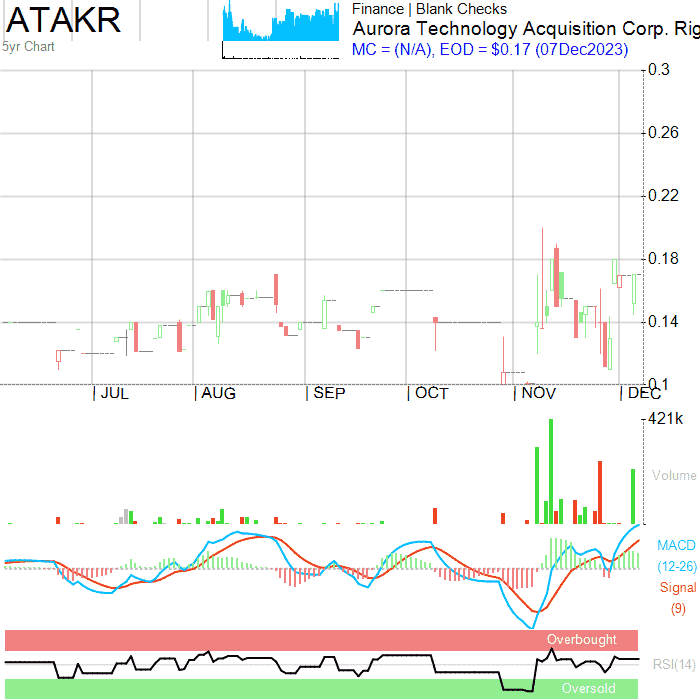 ATAKR
5yr Chart
Finance | Blank Checks
Aurora Technology Acquisition Corp. Rig
MC = (N/A), EOD = $0.17 (07Dec2023)
0.3
0.26
0.22
0.18
0.14
0.1
| JUL | AUG | SEP | OCT | NOV | DEC
421k
Volume
MACD
(12-26)
Signal
(9)
Overbought
RSI(14)
Oversold